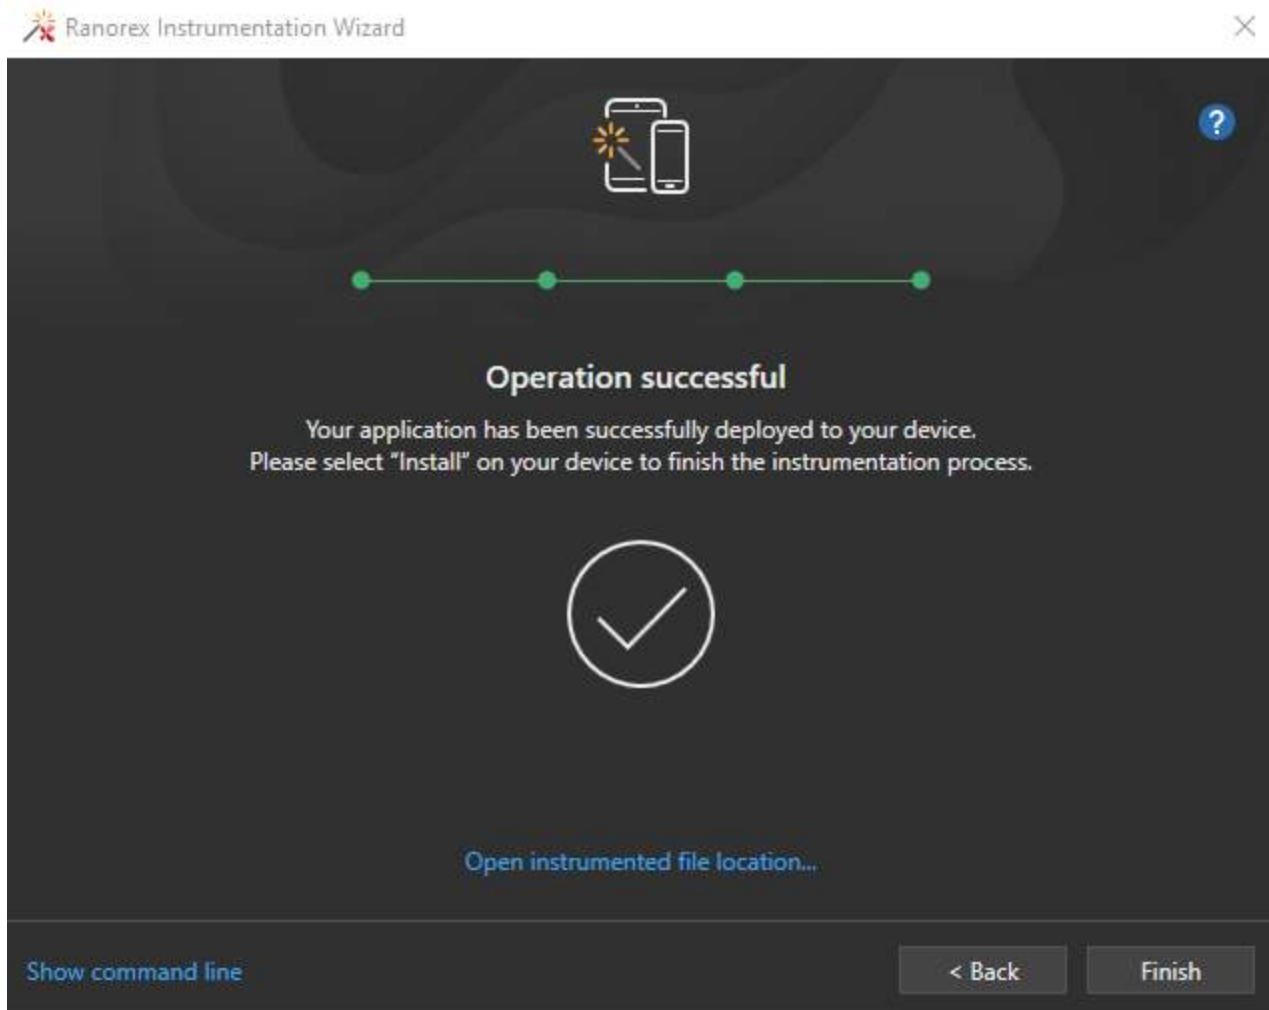 Ranorex Instrumentation Wizard
?
Operation successful
Your application has been successfully deployed to your device.
Please select "Install" on your device to finish the instrumentation process.
Open instrumented file location...
Show command line
< Back
Finish